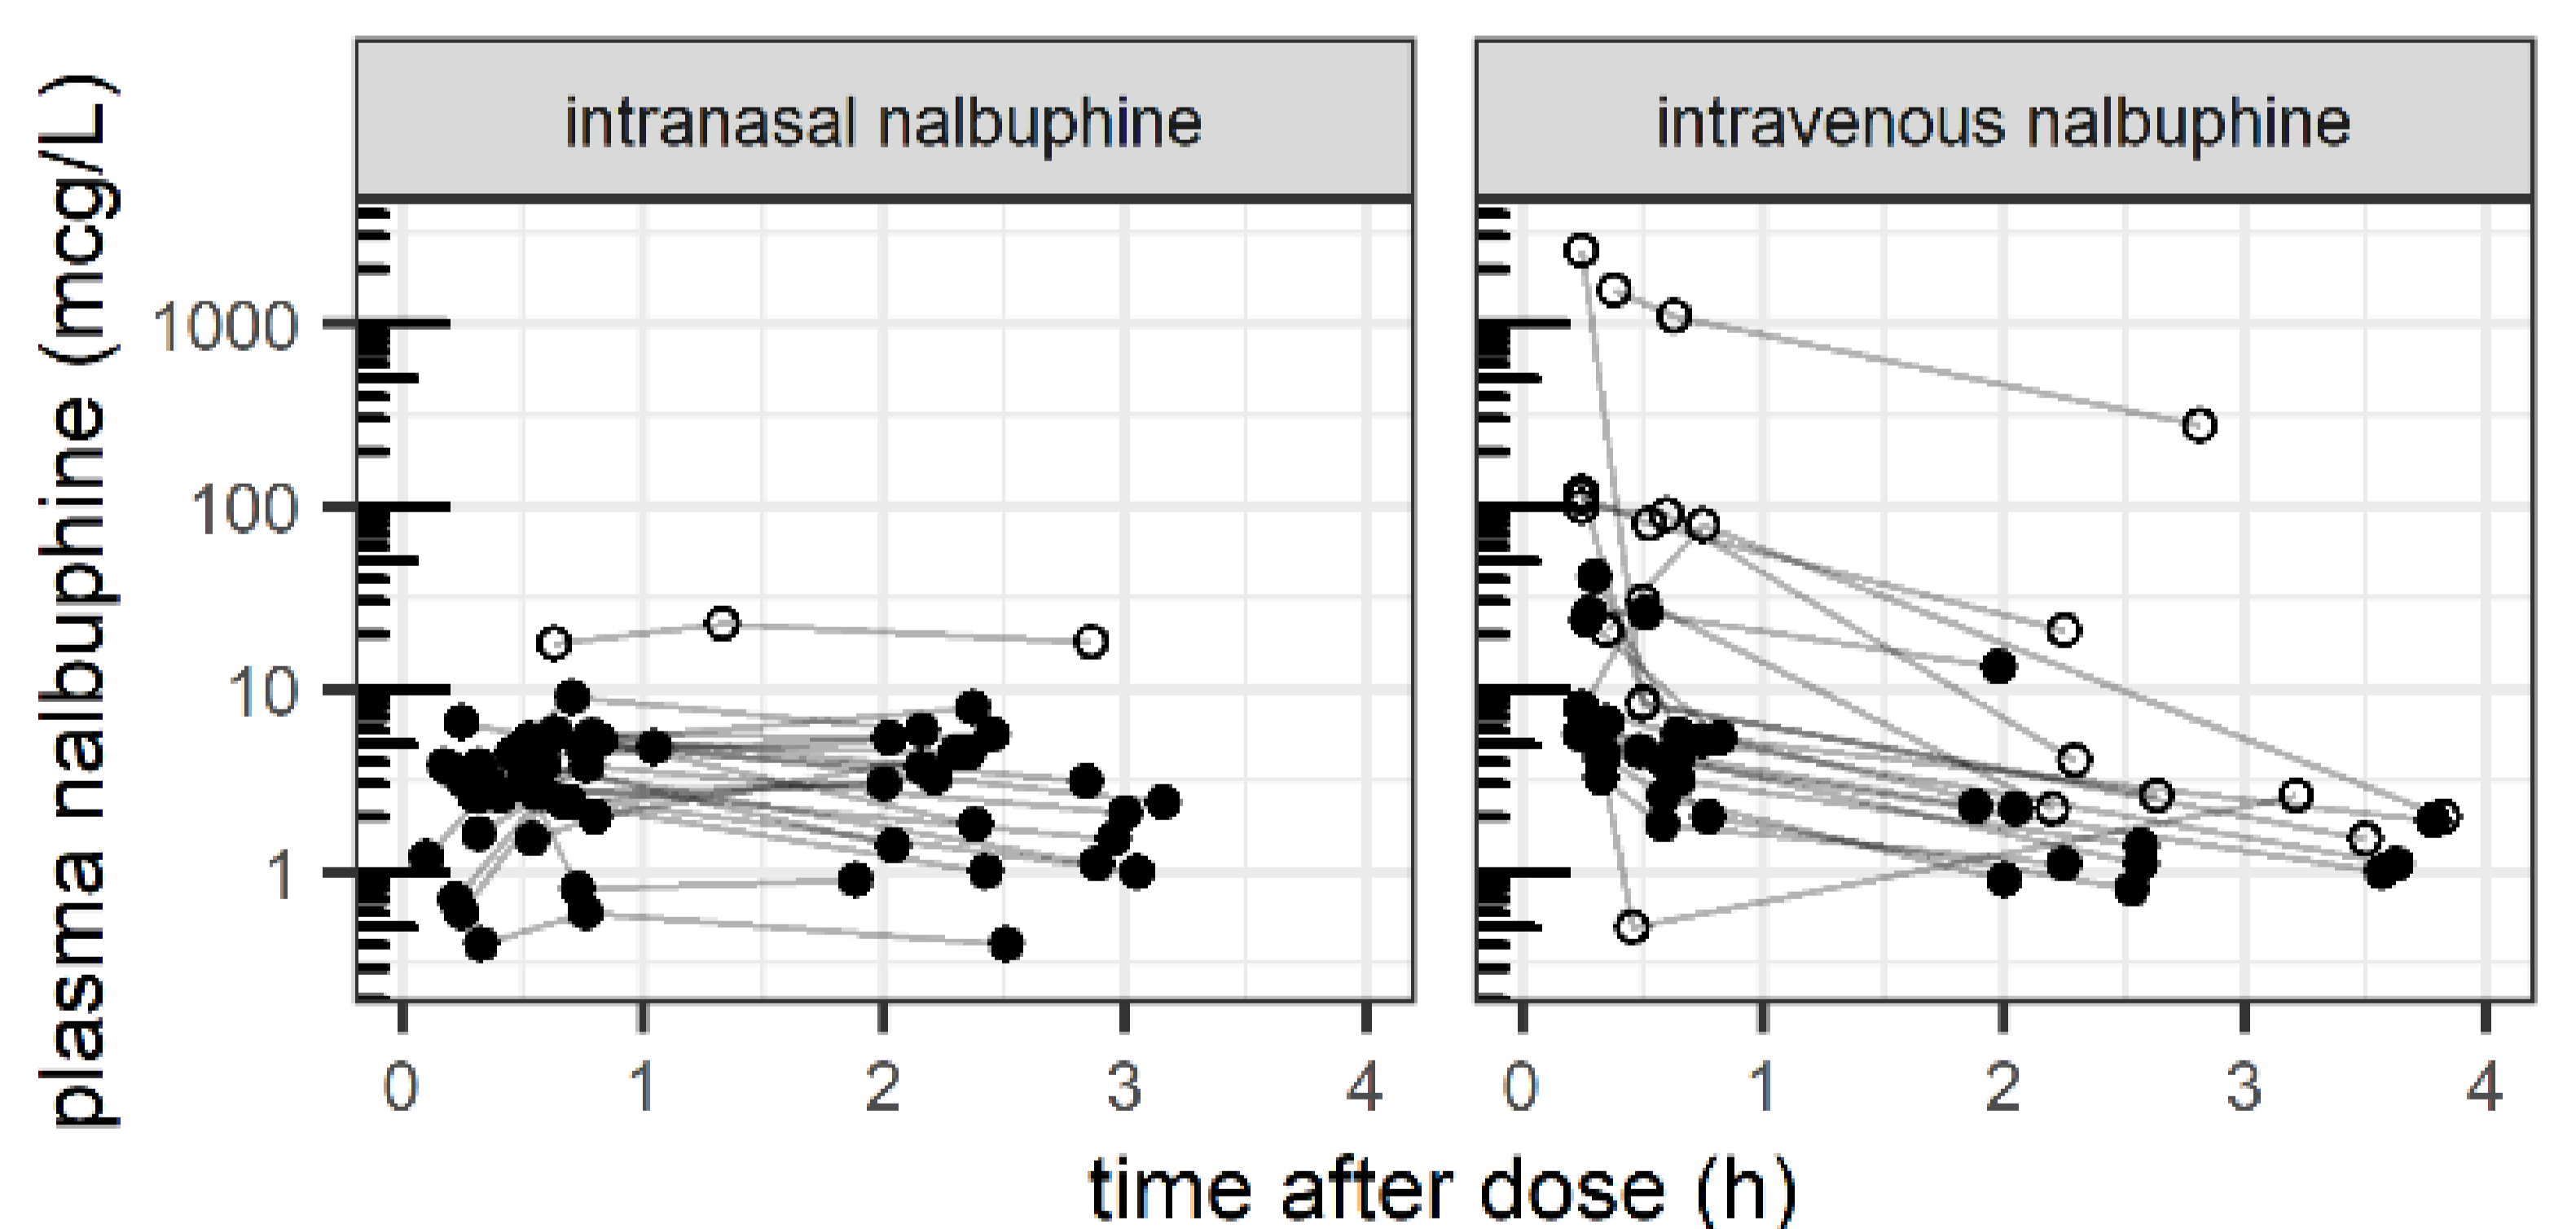 intranasal nalbuphine
intravenous nalbuphine
plasma nalbuphine (mcg/L)
1000
100
10
1
0 1 2 3 4
0 1 2 3 4
time after dose (h)